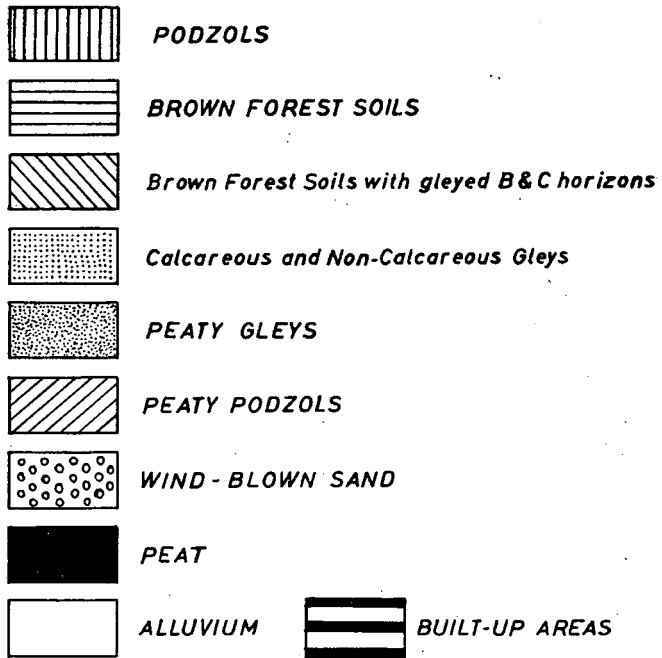 PODZOLS
BROWN FOREST SOILS
Brown Forest Soils with gleyed B & C horizons
Calcareous and Non-Calcareous Gleys
PEATY GLEYS
PEATY PODZOLS
WIND-BLOWN SAND
PEAT
ALLUVIUM BUILT-UP AREAS